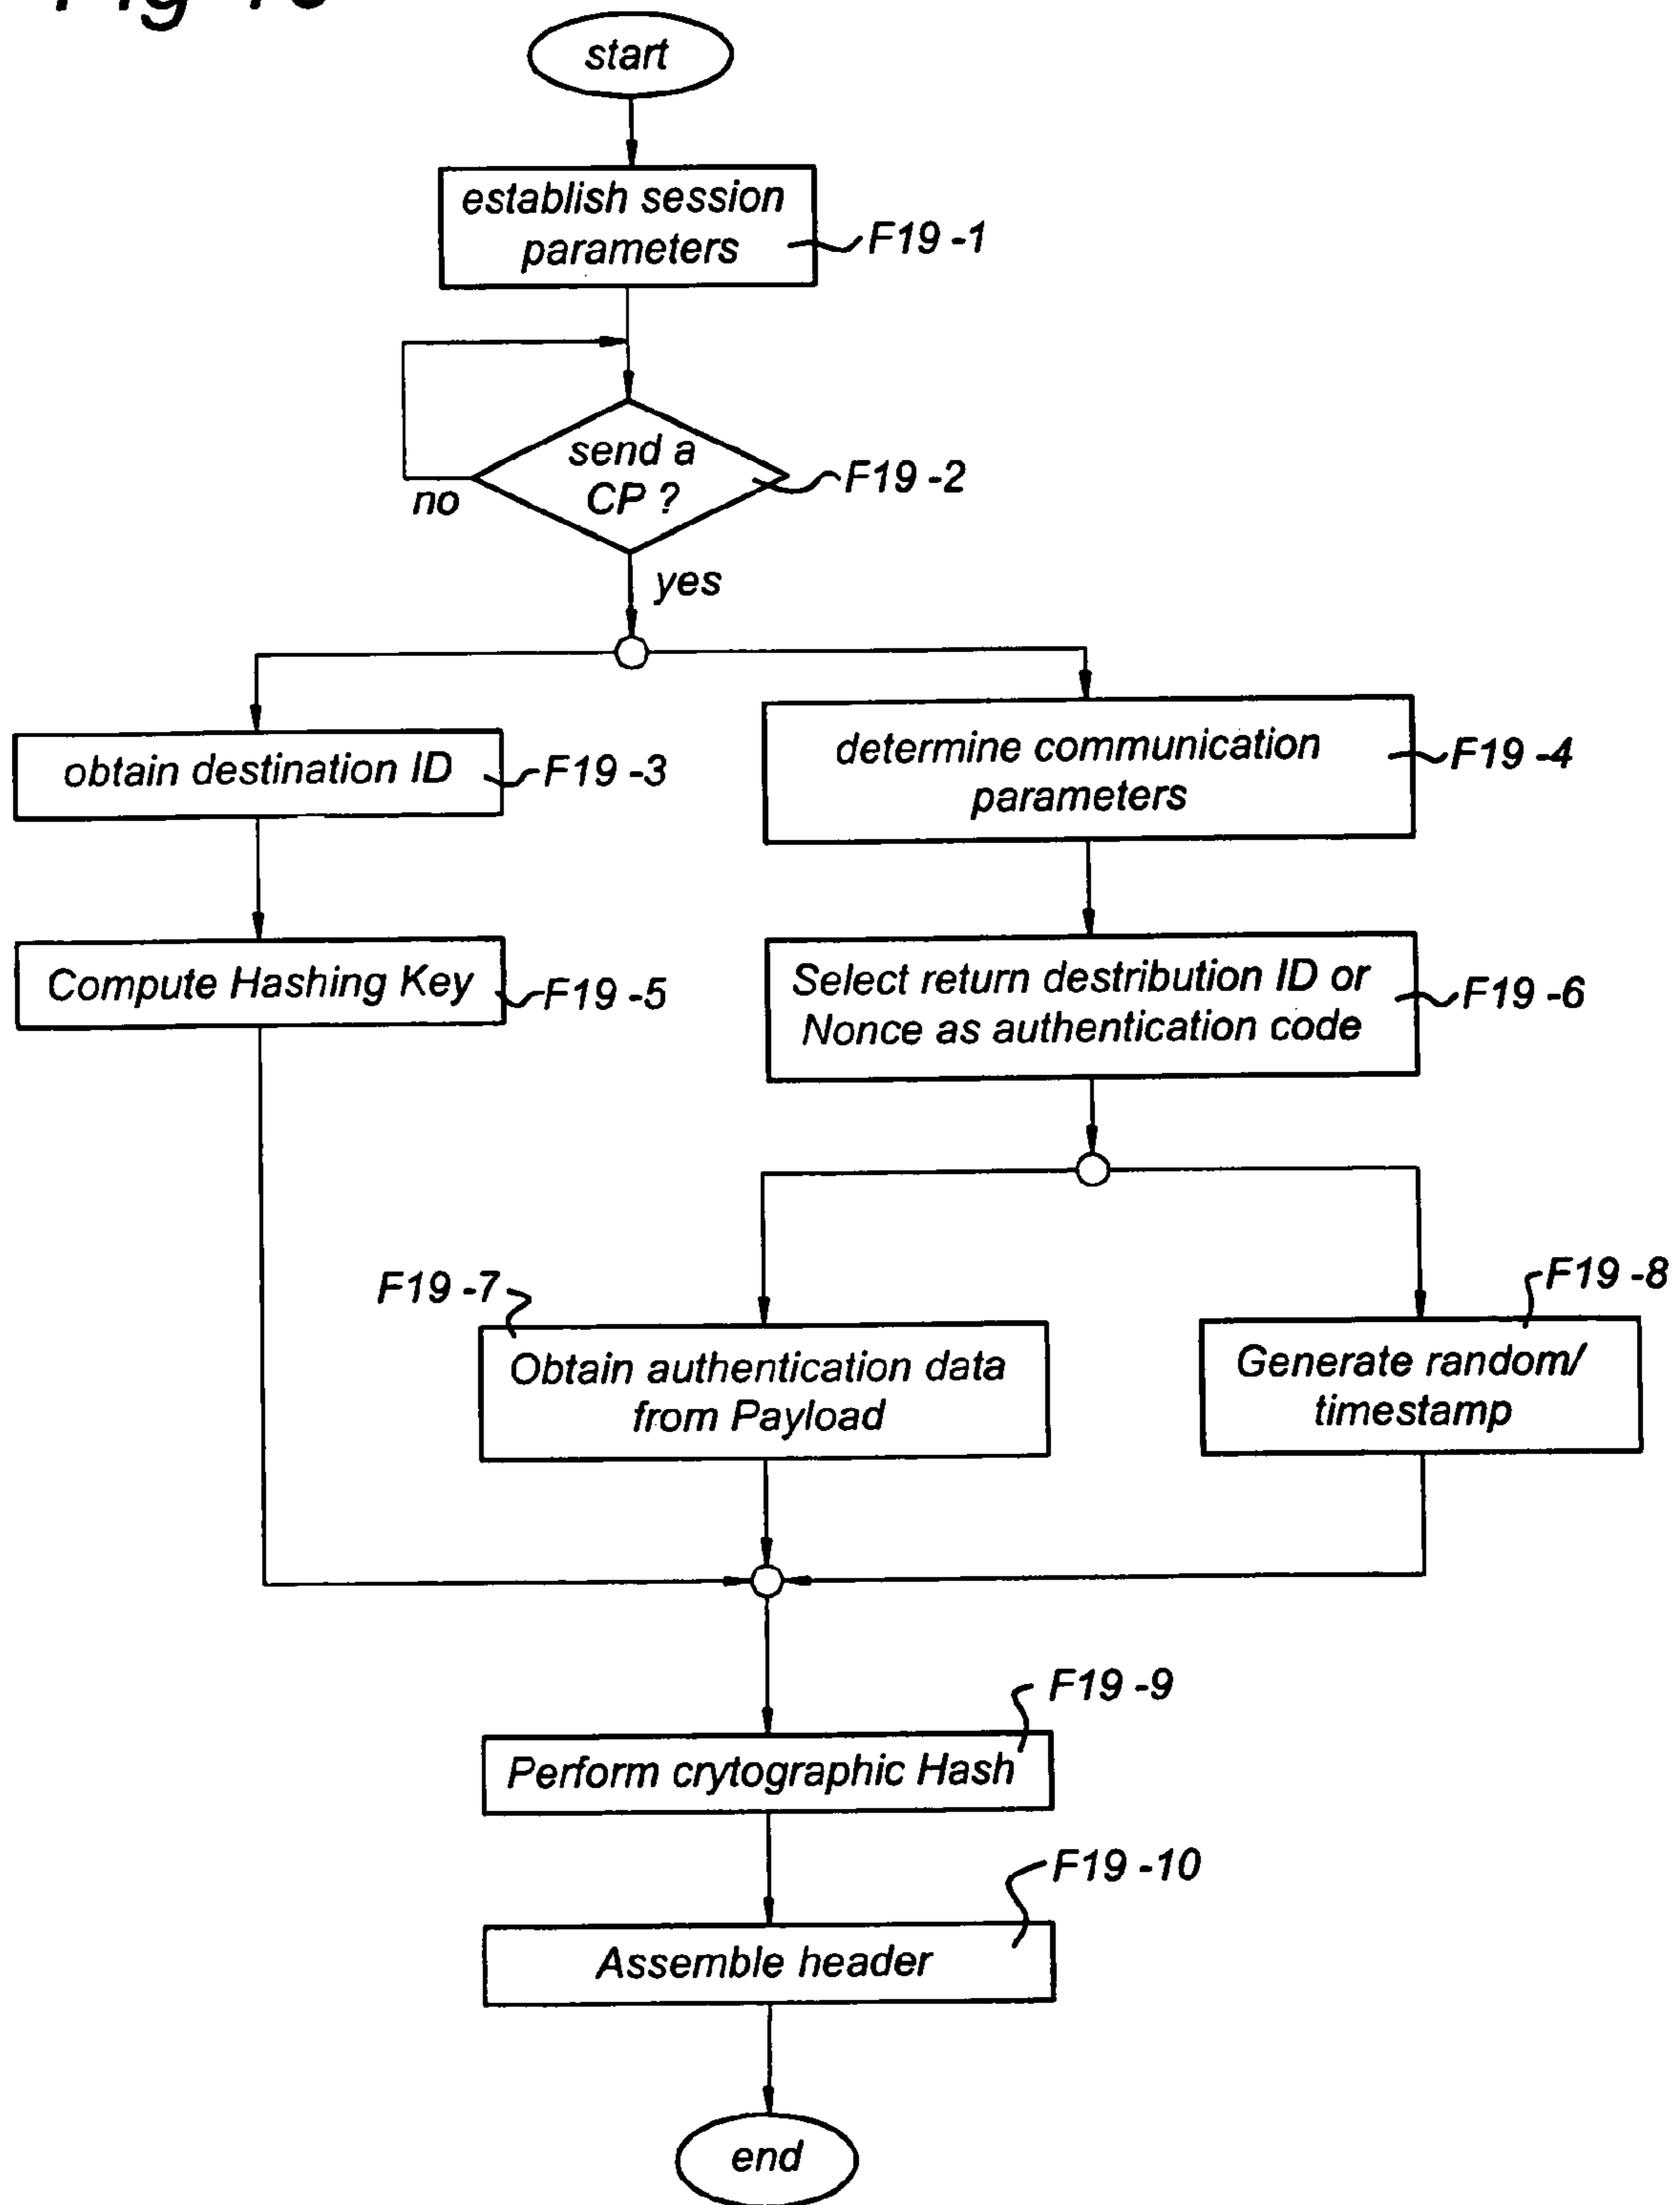 start
establish session
parameters
F19 -1
send a
CP ?
F19 -2
no
yes
obtain destination ID
F19 -3
determine communication
parameters
F19 -4
Compute Hashing Key
F19 -5
Select return destribution ID or
Nonce as authentication code
F19 -6
F19 -7
Obtain authentication data
from Payload
F19 -8
Generate random/
timestamp
F19 -9
Perform crytographic Hash
F19 -10
Assemble header
end